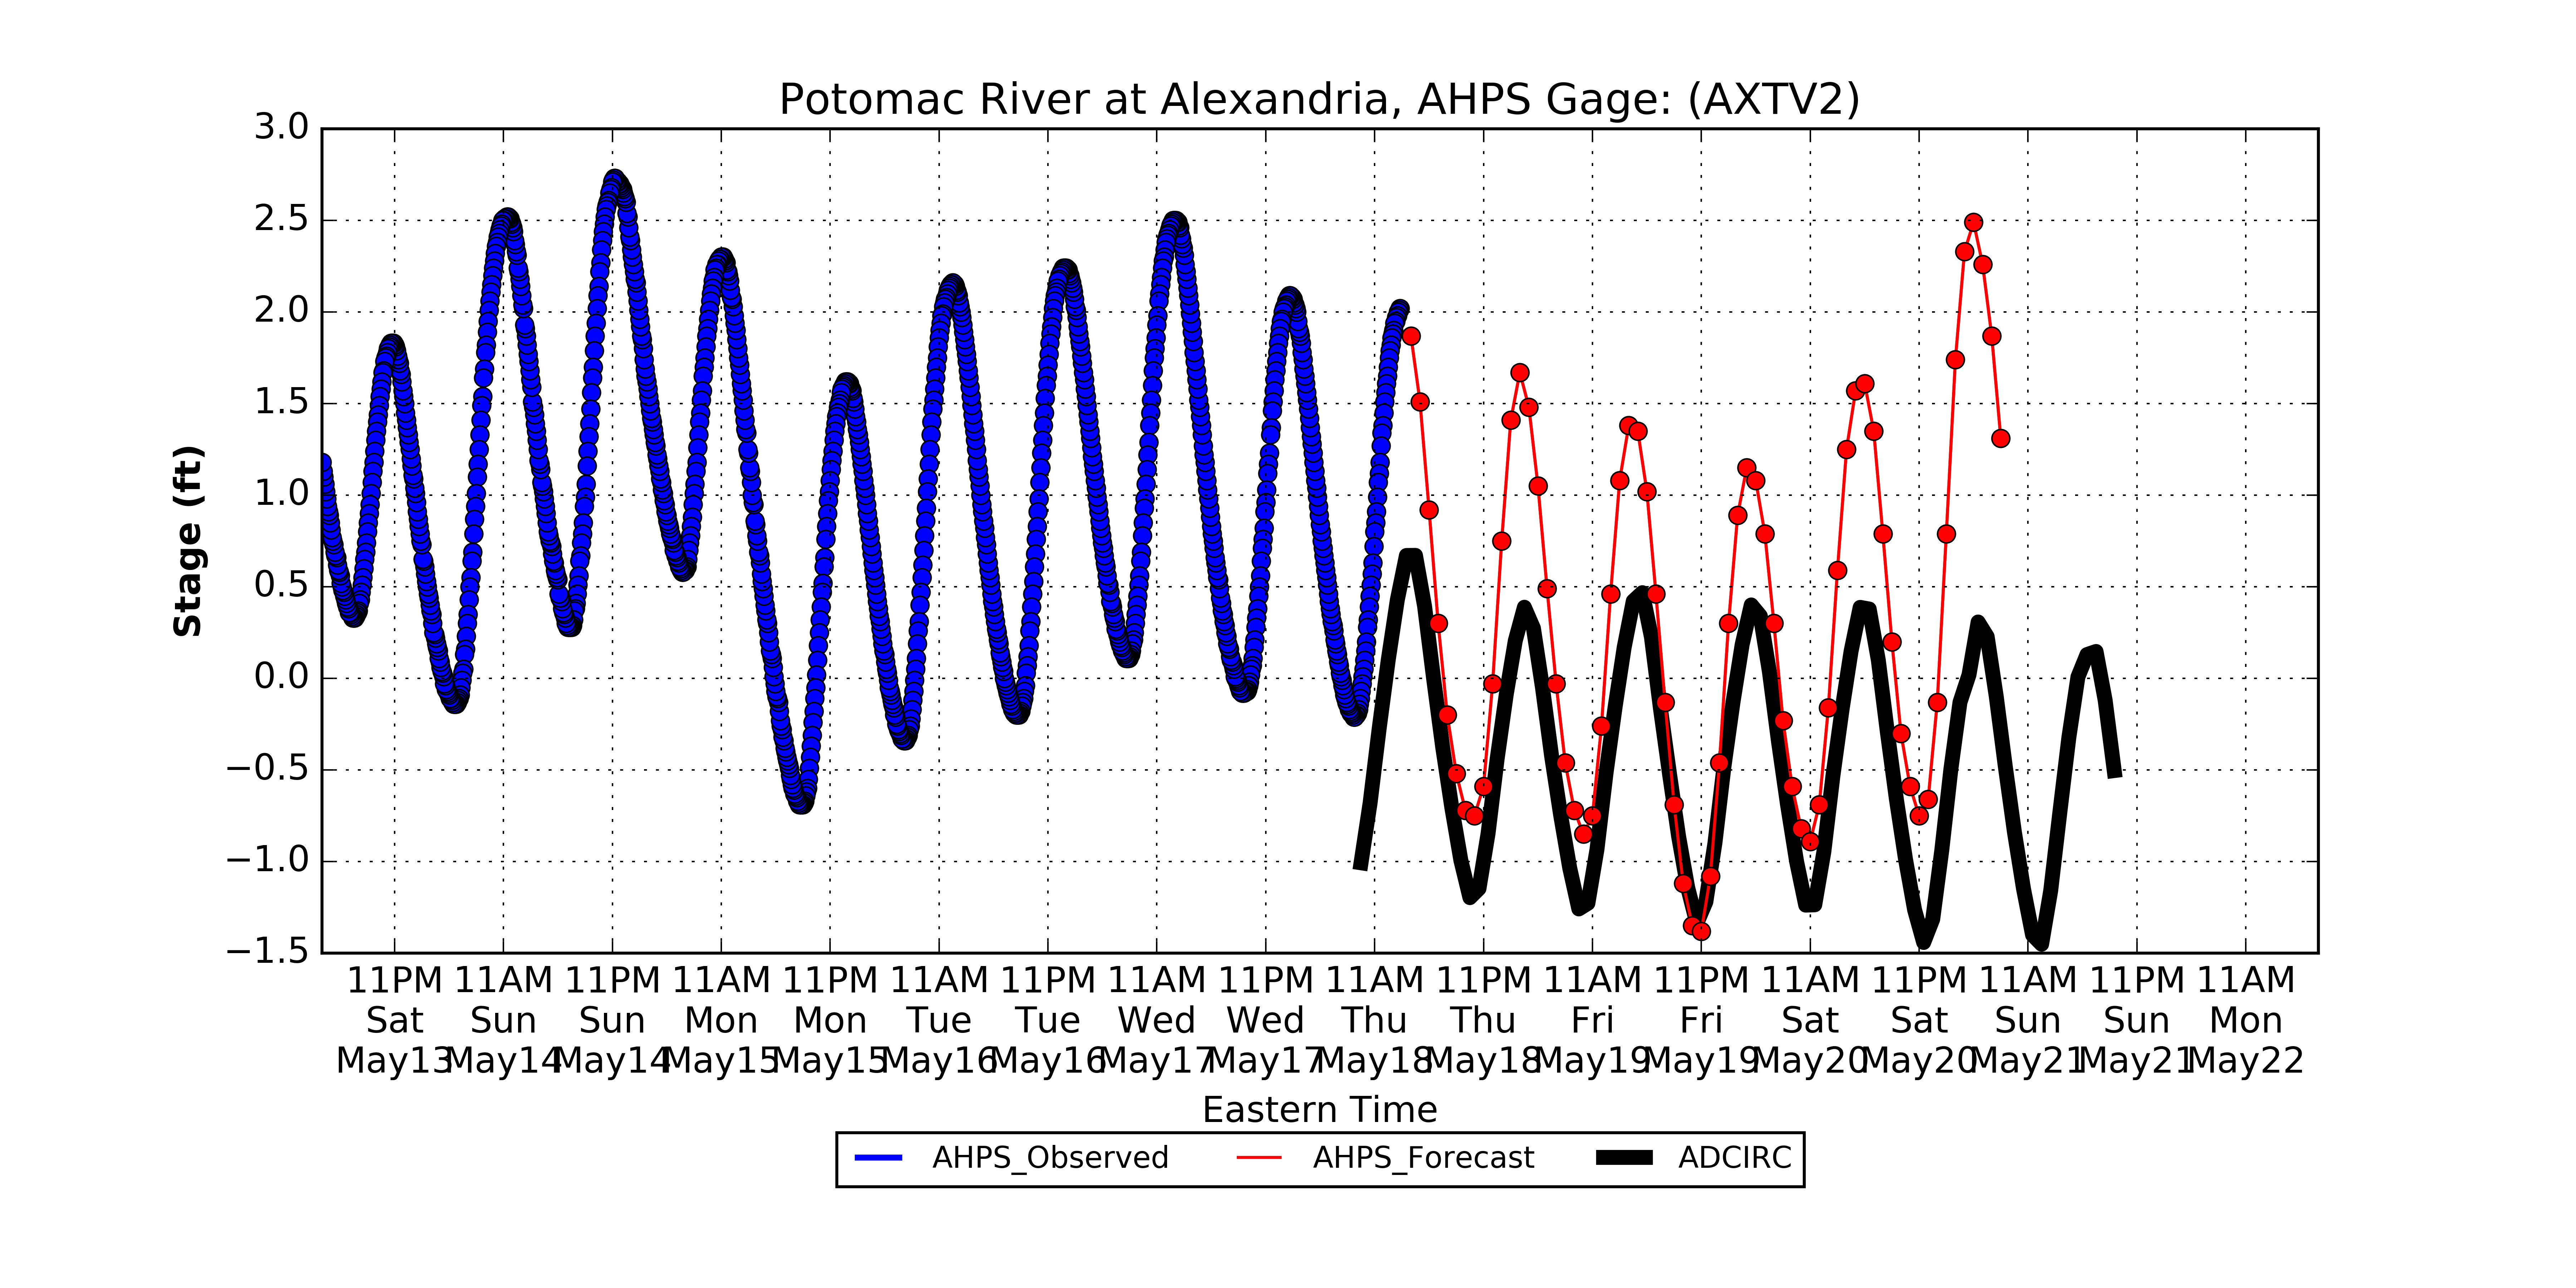 Potomac River at Alexandria, AHPS Gage: (AXTV2)
3.0
2.5
2.0
1.5
1.0
0.5
0.0
−0.5
−1.0
−1.5
Stage (ft)
11PM 11AM 11PM 11AM 11PM 11AM 11PM 11AM 11PM 11AM 11PM 11AM 11PM 11AM 11PM 11AM 11PM 11AM
Sat Sun Sun Mon Mon Tue Tue Wed Wed Thu Thu Fri Fri Sat Sat Sun Sun Mon
May13 May14 May14 May15 May15 May16 May16 May17 May17 May18 May18 May19 May19 May20 May20 May21 May21 May22
Eastern Time
AHPS_Observed AHPS_Forecast ADCIRC